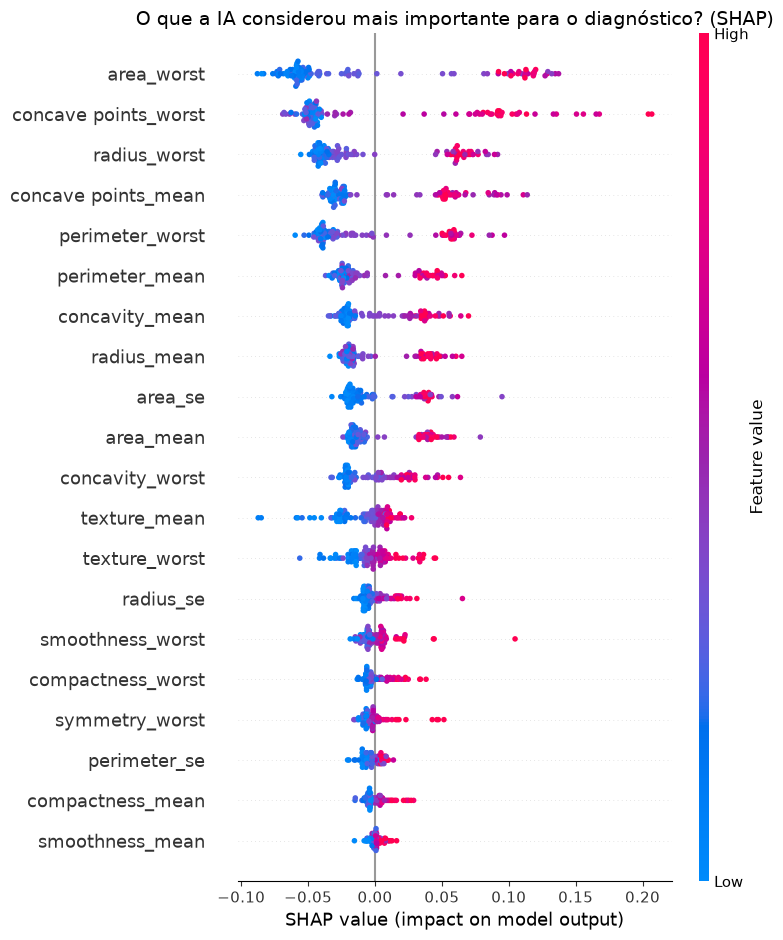 O que a IA considerou mais importante para o diagnóstico? (SHAP)
High
area_worst
concave points_worst
radius_worst
concave points_mean
perimeter_worst
perimeter_mean
concavity_mean
radius_mean
area_se
area_mean
concavity_worst
texture_mean
texture_worst
radius_se
smoothness_worst
compactness_worst
symmetry_worst
perimeter_se
compactness_mean
smoothness_mean
Feature value
Low
−0.10 −0.05 0.00 0.05 0.10 0.15 0.20
SHAP value (impact on model output)